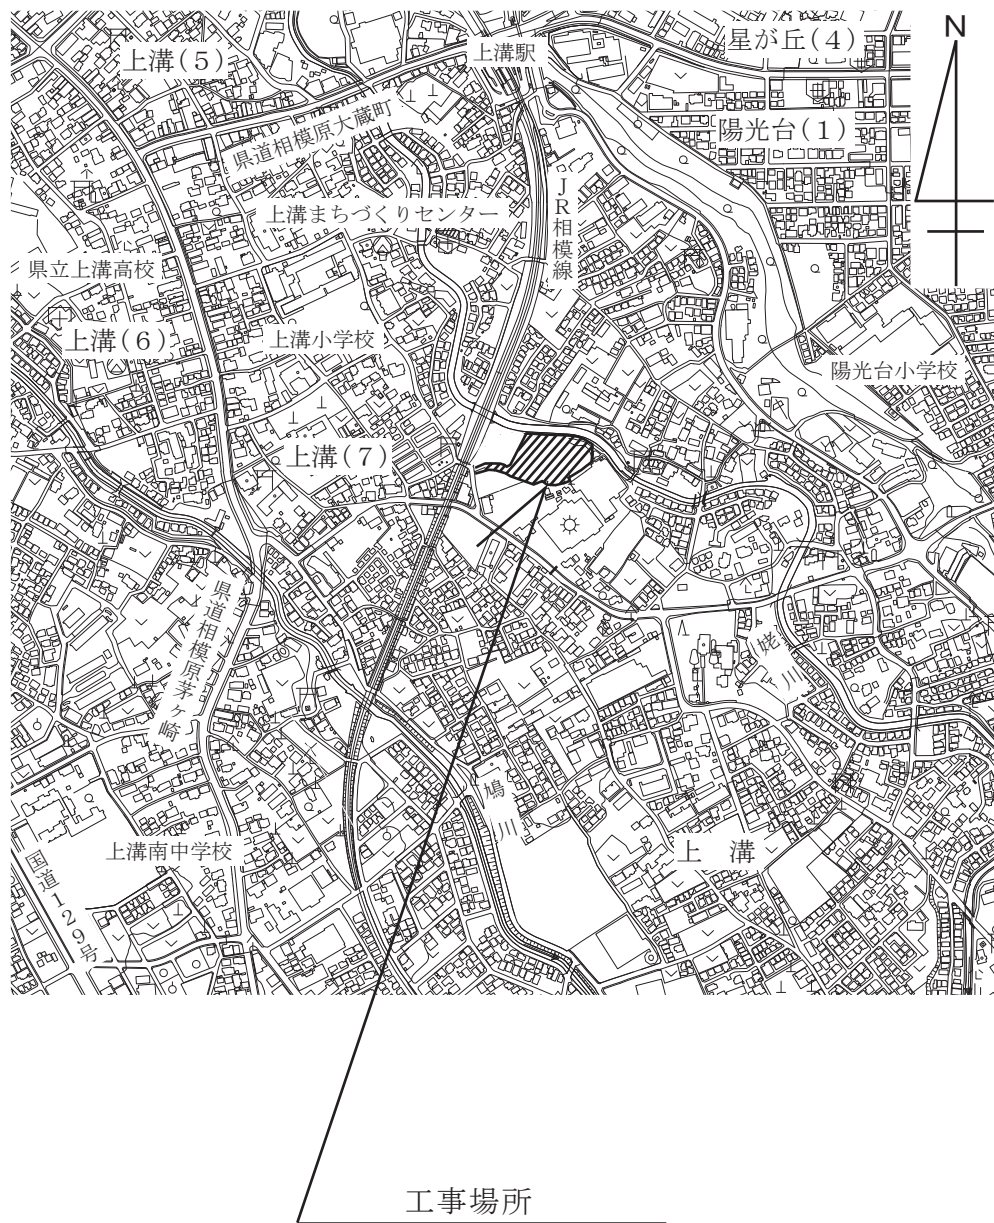 上溝(5)
上溝駅
星が丘(4)
N
県道相模原大蔵町
陽光台(1)
JR相模線
上溝まちづくりセンター
県立上溝高校
上溝(6)
上溝小学校
陽光台小学校
上溝(7)
県道相模原茅ヶ崎
姥川
鳩川
上溝南中学校
上 溝
国道129号
工事場所